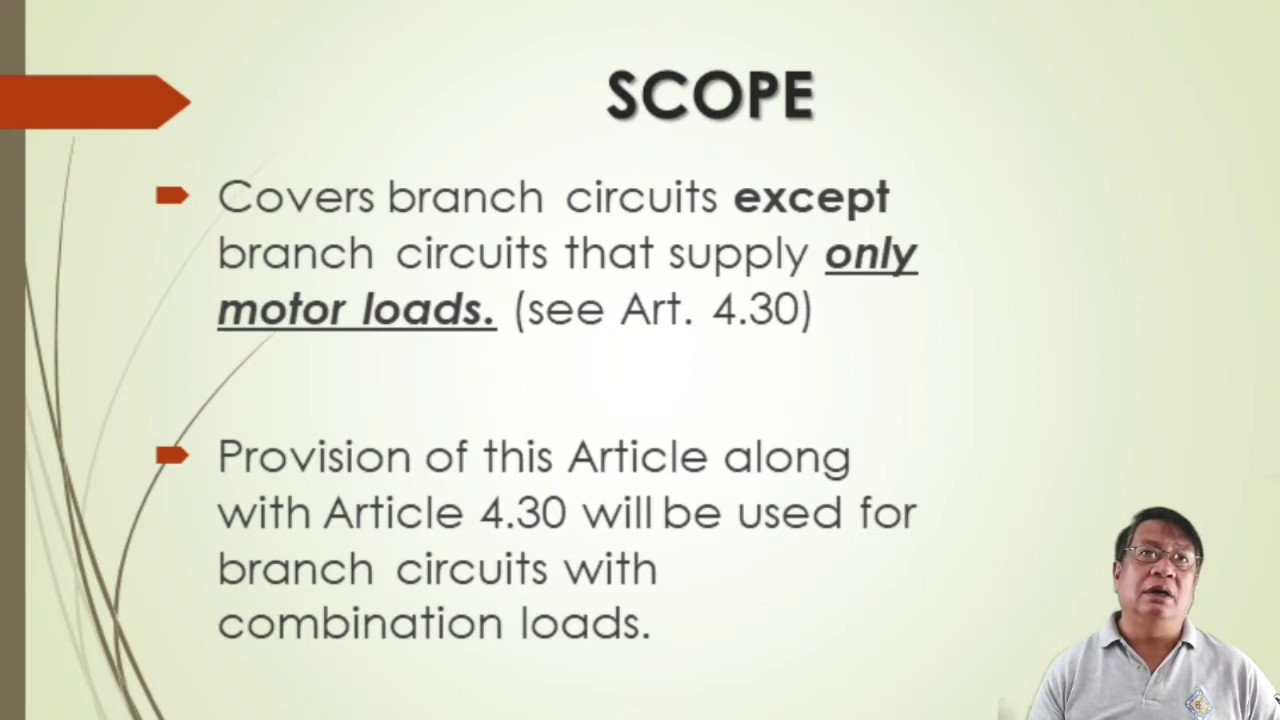 SCOPE
Covers branch circuits except
branch circuits that supply only
motor loads. (see Art. 4.30)
Provision of this Article along
with Article 4.30 will be used for
branch circuits with
combination loads.